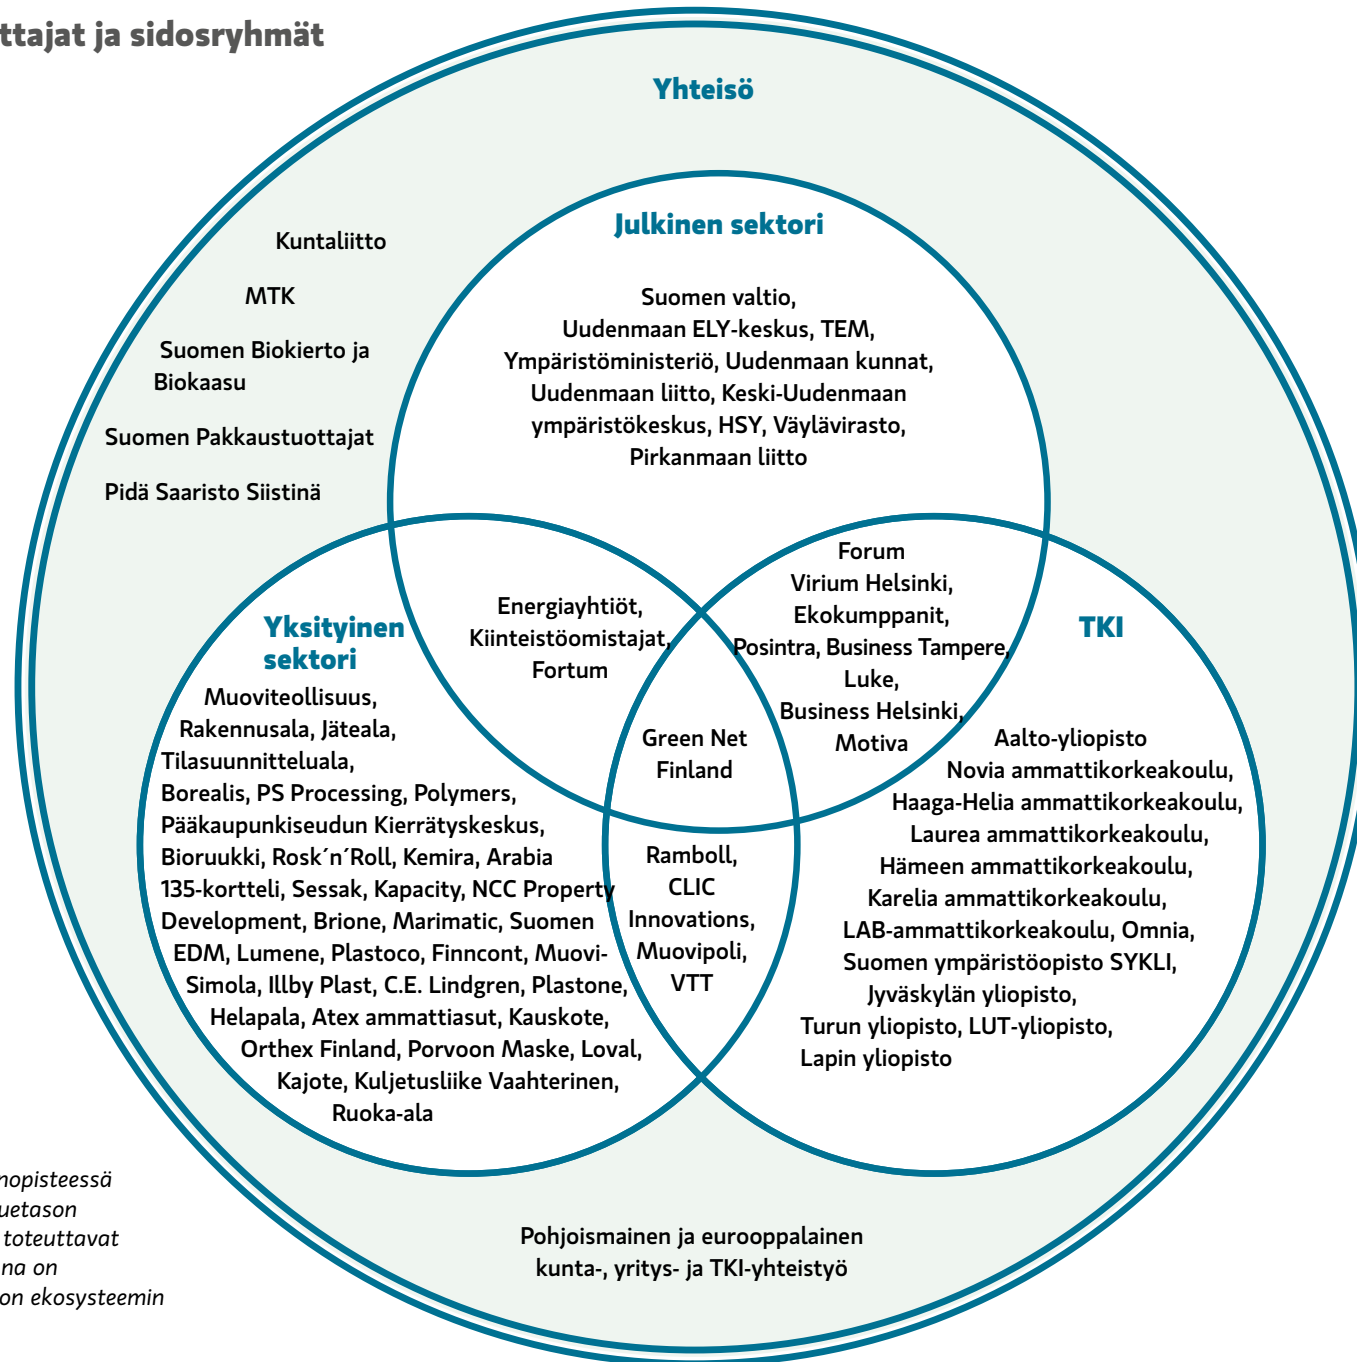 ttajat ja sidosryhmät
Yhteisö
Kuntaliitto
MTK
Suomen Biokierto ja
Biokaasu
Suomen Pakkaustuottajat
Pidä Saaristo Siistinä
Julkinen sektori
Suomen valtio,
Uudenmaan ELY-keskus, TEM,
Ympäristöministeriö, Uudenmaan kunnat,
Uudenmaan liitto, Keski-Uudenmaan
ympäristökeskus, HSY, Väylävirasto,
Pirkanmaan liitto
Energiayhtiöt,
Kiinteistöomistajat,
Fortum
Forum
Virium Helsinki,
Ekokumppanit,
Posintra, Business Tampere,
Luke,
Business Helsinki,
Motiva
Green Net
Finland
Yksityinen
sektori
Muoviteollisuus,
Rakennusala, Jäteala,
Tilasuunnitteluala,
Borealis, PS Processing, Polymers,
Pääkaupunkiseudun Kierrätyskeskus,
Bioruukki, Rosk´n´Roll, Kemira, Arabia
135-kortteli, Sessak, Kapacity, NCC Property
Development, Brione, Marimatic, Suomen
EDM, Lumene, Plastoco, Finncont, Muovi-
Simola, Illby Plast, C.E. Lindgren, Plastone,
Helapala, Atex ammattiasut, Kauskote,
Orthex Finland, Porvoon Maske, Loval,
Kajote, Kuljetusliike Vaahterinen,
Ruoka-ala
Ramboll,
CLIC
Innovations,
Muovipoli,
VTT
TKI
Aalto-yliopisto
Novia ammattikorkeakoulu,
Haaga-Helia ammattikorkeakoulu,
Laurea ammattikorkeakoulu,
Hämeen ammattikorkeakoulu,
Karelia ammattikorkeakoulu,
LAB-ammattikorkeakoulu, Omnia,
Suomen ympäristöopisto SYKLI,
Jyväskylän yliopisto,
Turun yliopisto, LUT-yliopisto,
Lapin yliopisto
Pohjoismainen ja eurooppalainen
kunta-, yritys- ja TKI-yhteistyö
nopisteessä
uetason
toteuttavat
na on
on ekosysteemin